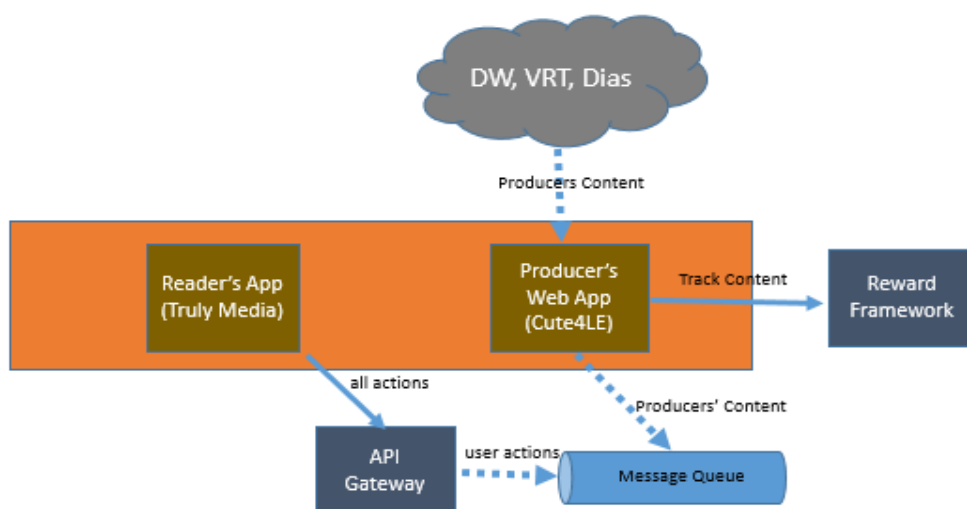 DW, VRT, Dias
Producers Content
Reader's App
(Truly Media)
Producer's
Web App
(Cute4LE)
Track Content
Reward
Framework
all actions
Producers' Content
API
Gateway
user actions
Message Queue